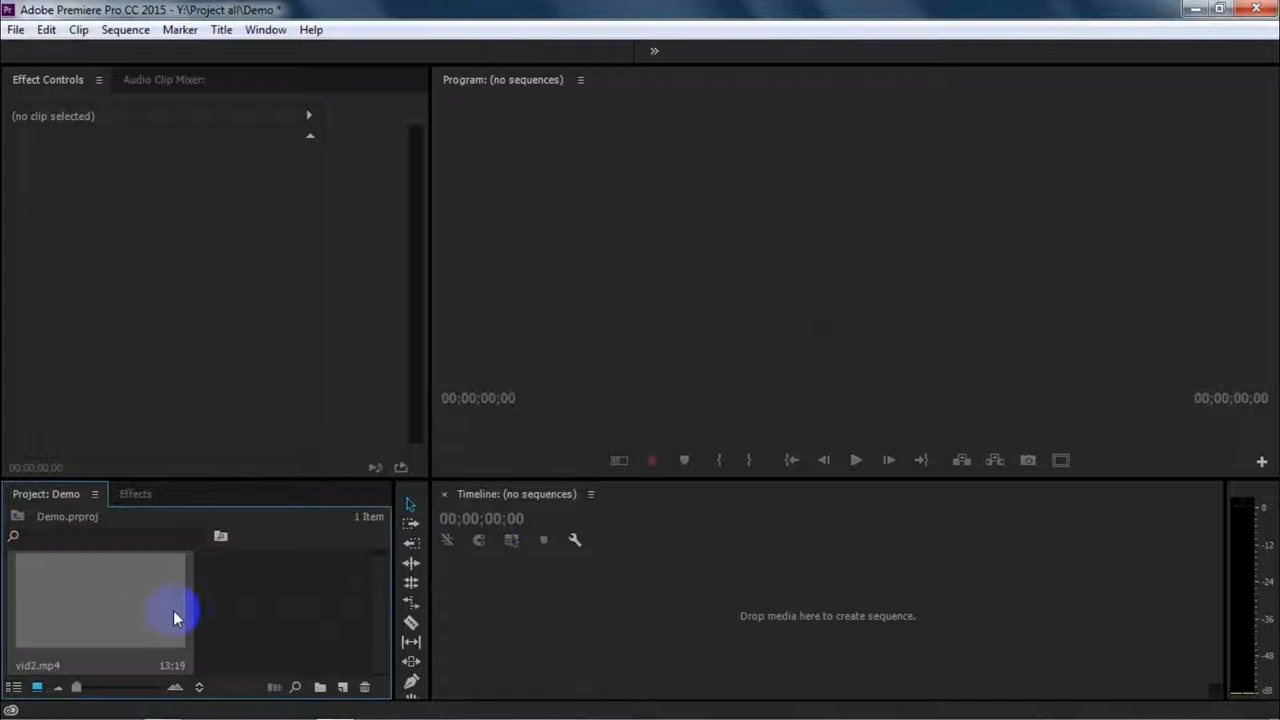 Pr Adobe Premiere Pro CC 2015 - Y:\Project all\Demo *
File Edit Clip Sequence Marker Title Window Help
Effect Controls Audio Clip Mixer:
Program: (no sequences)
(no clip selected)
00;00;00;00 00;00;00;00
00;00;00;00
Project: Demo Effects
Timeline: (no sequences)
Demo.prproj 1 Item
00;00;00;00
Drop media here to create sequence.
vid2.mp4 13:19
0
-12
-24
-36
-48
dB